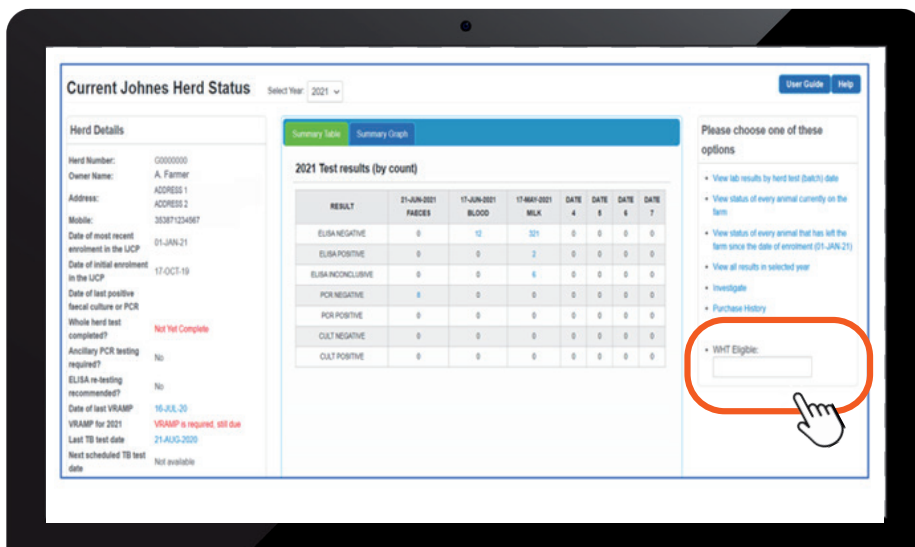 Current Johnes Herd Status
Select Year: 2021
User Guide
Help
Herd Details
Herd Number: G0000000
Owner Name: A. Farmer
Address: ADDRESS 1
ADDRESS 2
Mobile: 353871234567
Date of most recent
enrolment in the IJCP 01-JAN-21
Date of initial enrolment
in the IJCP 17-OCT-19
Date of last positive
faecal culture or PCR
Whole herd test
completed? Not Yet Complete
Ancillary PCR testing
required? No
ELISA re-testing
recommended? No
Date of last VRAMP 16-JUL-20
VRAMP for 2021 VRAMP is required, still due
Last TB test date 21-AUG-2020
Next scheduled TB test
date Not available
Summary Table
Summary Graph
2021 Test results (by count)
RESULT 21-JUN-2021 FAECES 17-JUN-2021 BLOOD 17-MAY-2021 MILK DATE 4 DATE 5 DATE 6 DATE 7
ELISA NEGATIVE 0 12 321 0 0 0 0
ELISA POSITIVE 0 0 2 0 0 0 0
ELISA INCONCLUSIVE 0 0 6 0 0 0 0
PCR NEGATIVE 8 0 0 0 0 0 0
PCR POSITIVE 0 0 0 0 0 0 0
CULT NEGATIVE 0 0 0 0 0 0 0
CULT POSITIVE 0 0 0 0 0 0 0
Please choose one of these
options
• View lab results by herd test (batch) date
• View status of every animal currently on the
farm
• View status of every animal that has left the
farm since the date of enrolment (01-JAN-21)
• View all results in selected year
• Investigate
• Purchase History
• WHT Eligible: